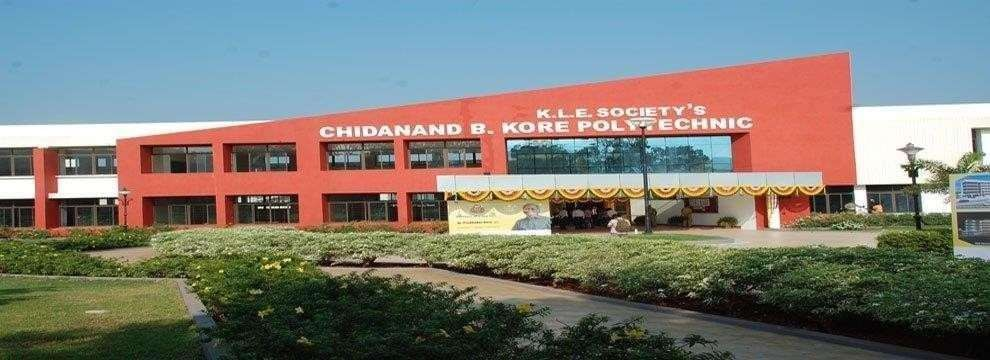 K.L.E. SOCIETY'S
CHIDANAND B. KORE POLYTECHNIC